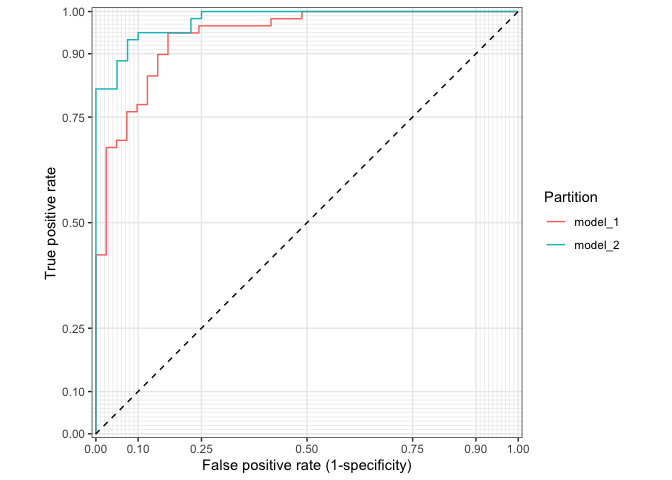 True positive rate
1.00
0.90
0.75
0.50
0.25
0.10
0.00
0.00 0.10 0.25 0.50 0.75 0.90 1.00
False positive rate (1-specificity)
Partition
model_1
model_2